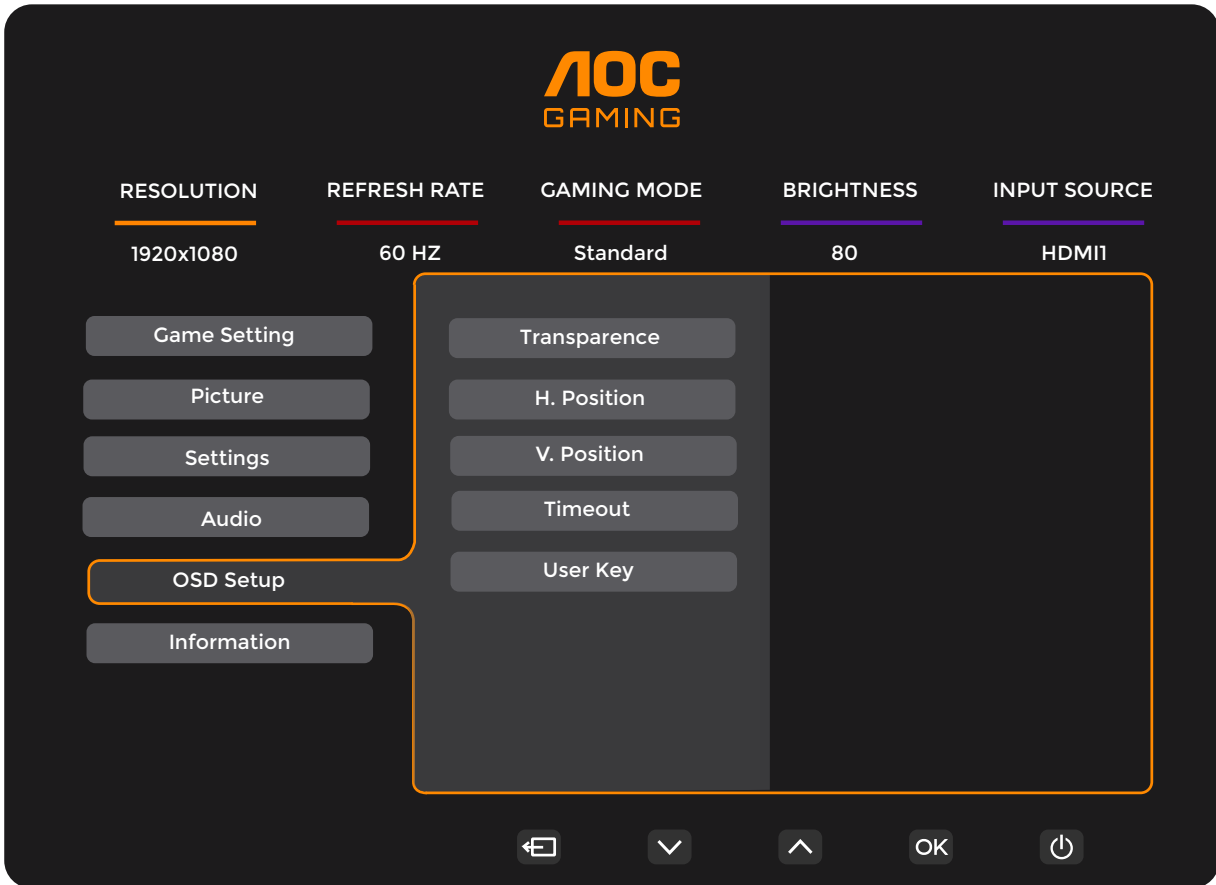 AOC
GAMING
RESOLUTION REFRESH RATE GAMING MODE BRIGHTNESS INPUT SOURCE
1920x1080 60 HZ Standard 80 HDMI1
Game Setting
Picture
Settings
Audio
OSD Setup
Information
Transparence
H. Position
V. Position
Timeout
User Key
OK